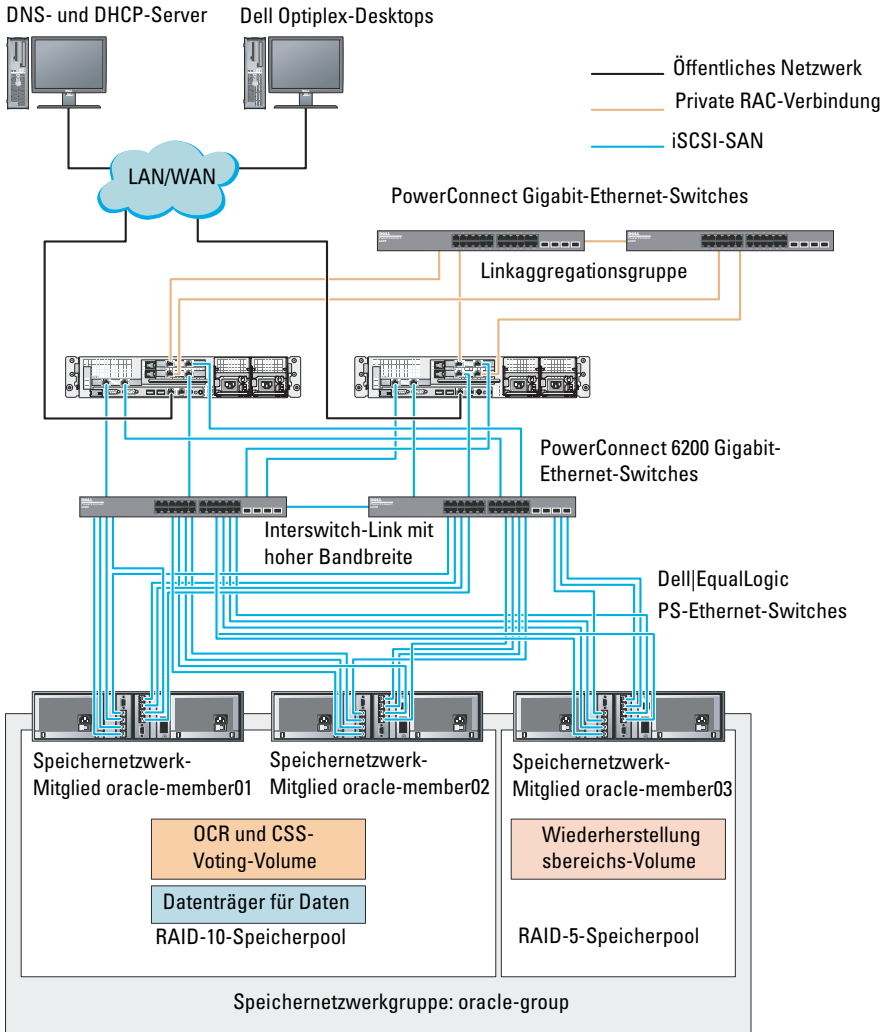 DNS- und DHCP-Server
Dell Optiplex-Desktops
Öffentliches Netzwerk
Private RAC-Verbindung
iSCSI-SAN
LAN/WAN
PowerConnect Gigabit-Ethernet-Switches
Linkaggregationsgruppe
PowerConnect 6200 Gigabit-
Ethernet-Switches
Interswitch-Link mit
hoher Bandbreite
Dell|EqualLogic
PS-Ethernet-Switches
Speichernetzwerk-
Mitglied oracle-member01
Speichernetzwerk-
Mitglied oracle-member02
Speichernetzwerk-
Mitglied oracle-member03
OCR und CSS-
Voting-Volume
Datenträger für Daten
RAID-10-Speicherpool
Wiederherstellung
sbereichs-Volume
RAID-5-Speicherpool
Speichernetzwerkgruppe: oracle-group